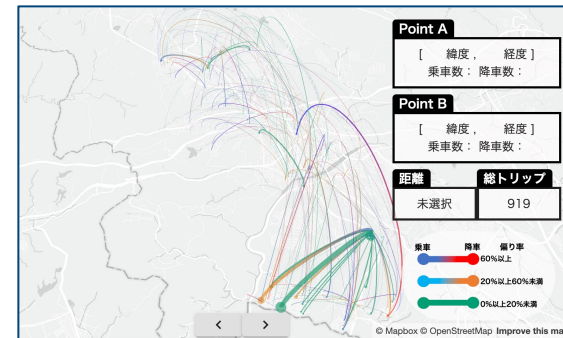 Point A
[ 緯度 , 経度 ]
乗車数： 降車数：
Point B
[ 緯度 , 経度 ]
乗車数： 降車数：
距離 総トリップ
未選択 919
乗車 降車 偏り率
60%以上
20%以上60%未満
0%以上20%未満
< >
© Mapbox © OpenStreetMap Improve this ma